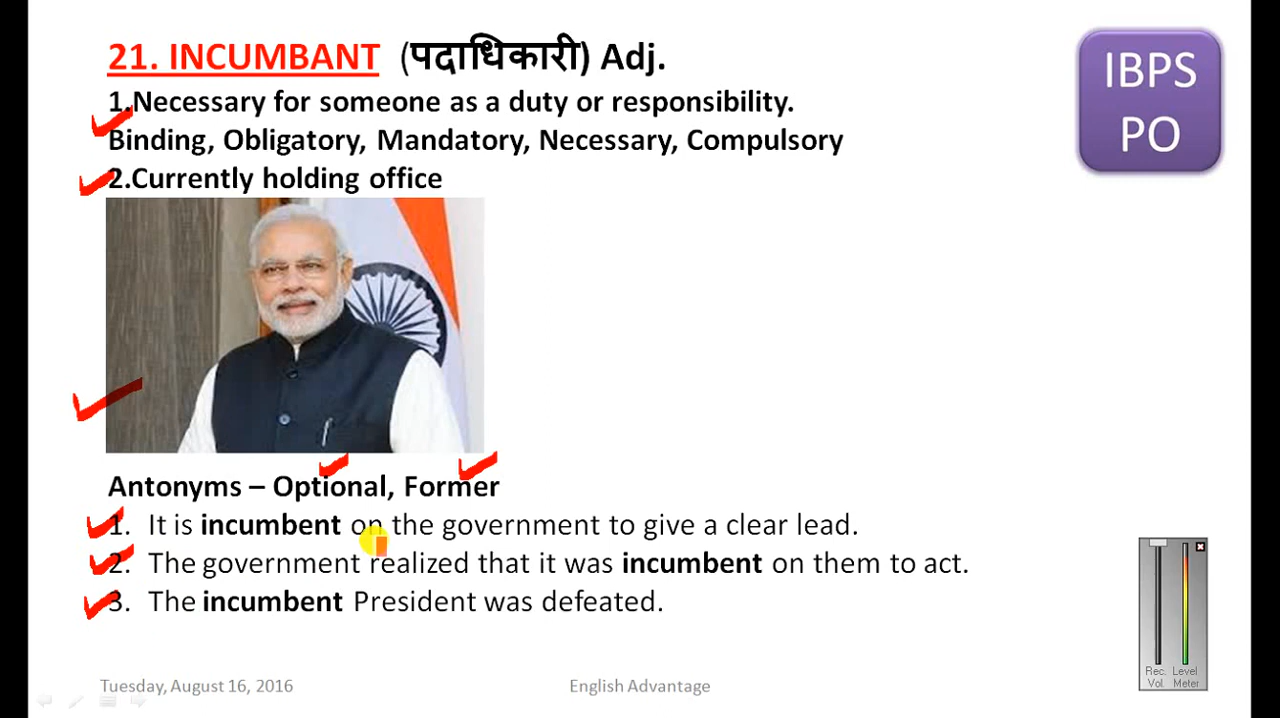 21. INCUMBANT (पदाधिकारी) Adj.
1.Necessary for someone as a duty or responsibility.
Binding, Obligatory, Mandatory, Necessary, Compulsory
2.Currently holding office
IBPS
PO
Antonyms – Optional, Former
1. It is incumbent on the government to give a clear lead.
2. The government realized that it was incumbent on them to act.
3. The incumbent President was defeated.
Rec. Level
Vol Meter
Tuesday, August 16, 2016 English Advantage